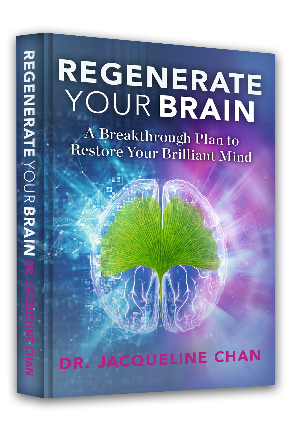 REGENERATE
YOUR BRAIN
A Breakthrough Plan to
Restore Your Brilliant Mind
DR. JACQUELINE CHAN
REGENERATE YOUR BRAIN DR. JACQUELINE CHAN